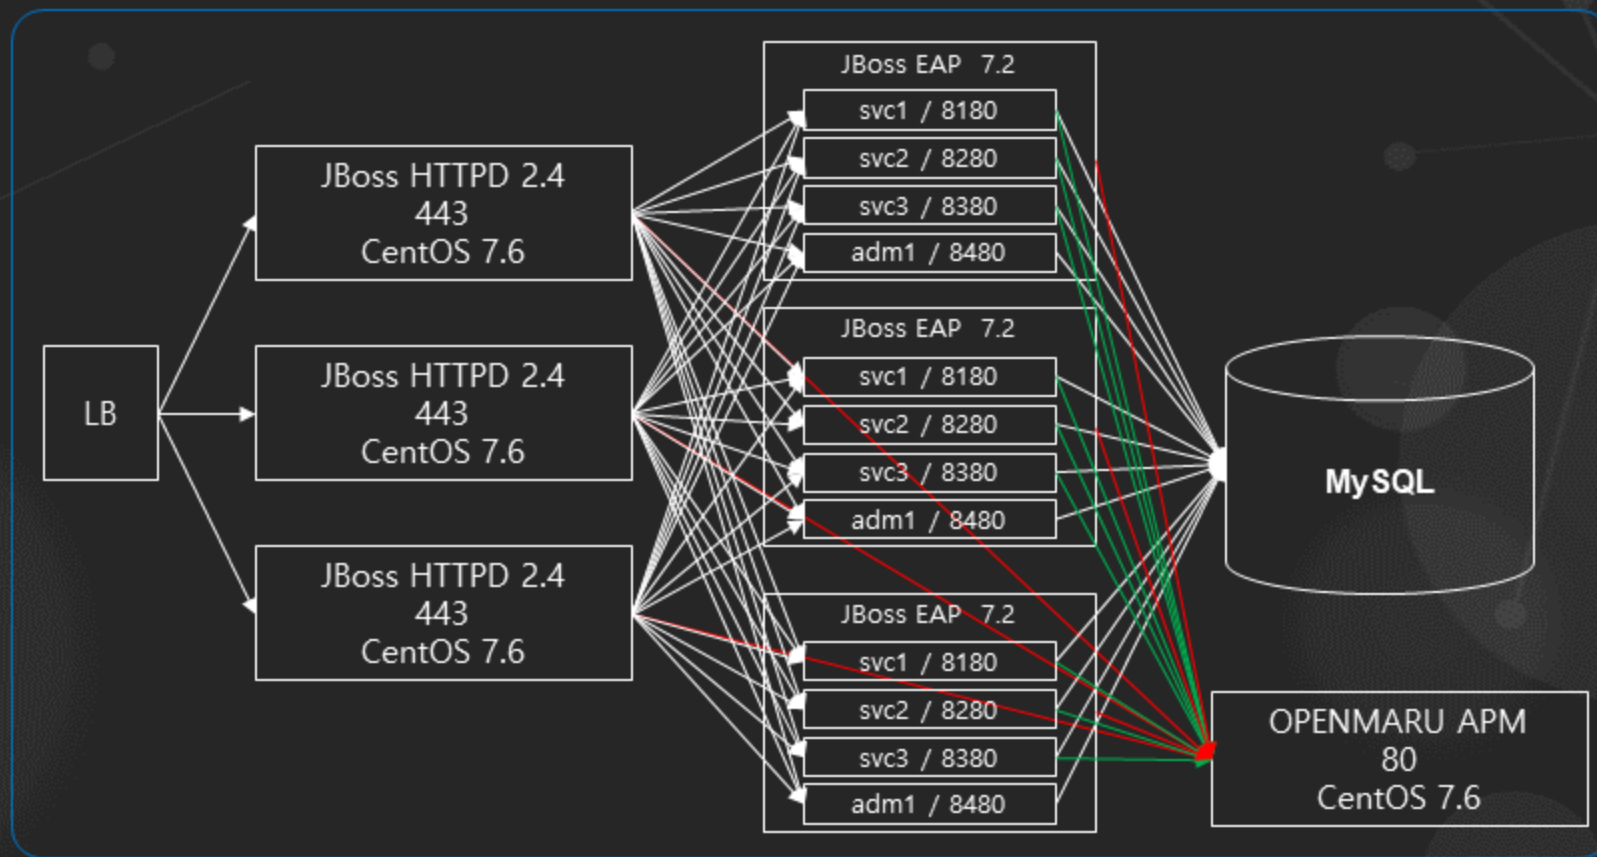 LB
JBoss HTTPD 2.4
443
CentOS 7.6
JBoss HTTPD 2.4
443
CentOS 7.6
JBoss HTTPD 2.4
443
CentOS 7.6
JBoss EAP 7.2
svc1 / 8180
svc2 / 8280
svc3 / 8380
adm1 / 8480
JBoss EAP 7.2
svc1 / 8180
svc2 / 8280
svc3 / 8380
adm1 / 8480
JBoss EAP 7.2
svc1 / 8180
svc2 / 8280
svc3 / 8380
adm1 / 8480
MySQL
OPENMARU APM
80
CentOS 7.6